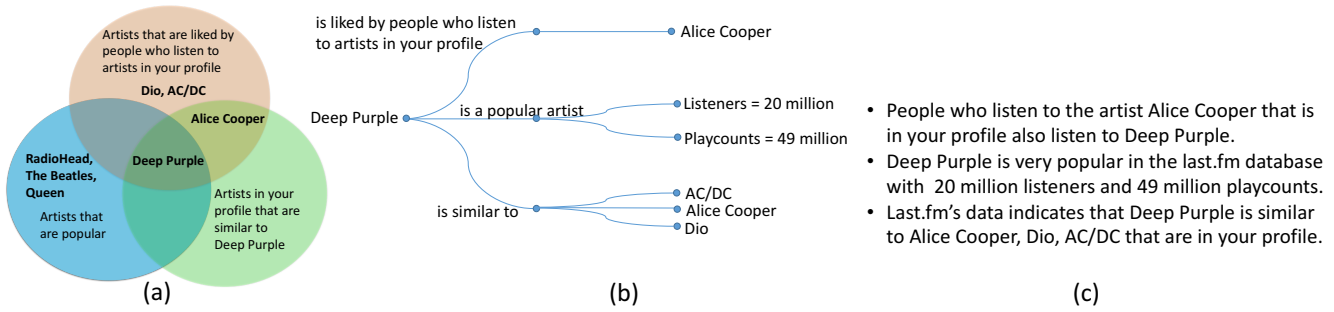 Artists that are liked by
people who listen to
artists in your profile
Dio, AC/DC
Alice Cooper
Deep Purple
RadioHead,
The Beatles,
Queen
Artists that
are popular
Artists in your
profile that are
similar to
Deep Purple
(a)
is liked by people who listen
to artists in your profile
Alice Cooper
Deep Purple
is a popular artist
Listeners = 20 million
Playcounts = 49 million
is similar to
AC/DC
Alice Cooper
Dio
(b)
• People who listen to the artist Alice Cooper that is
in your profile also listen to Deep Purple.
• Deep Purple is very popular in the last.fm database
with 20 million listeners and 49 million playcounts.
• Last.fm's data indicates that Deep Purple is similar
to Alice Cooper, Dio, AC/DC that are in your profile.
(c)